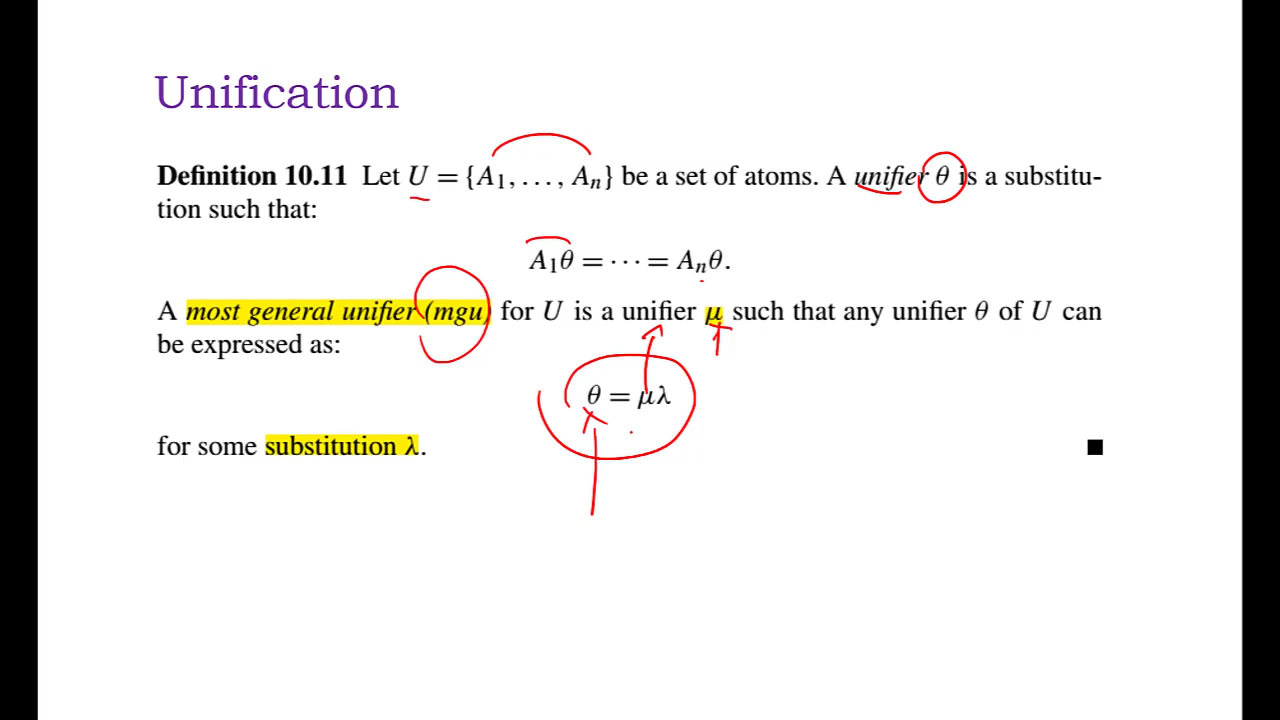 Unification
Definition 10.11 Let U = {A₁, ..., Aₙ} be a set of atoms. A unifier θ is a substitu-
tion such that:
A₁θ = ··· = Aₙθ.
A most general unifier (mgu) for U is a unifier μ such that any unifier θ of U can
be expressed as:
θ = μλ
for some substitution λ.